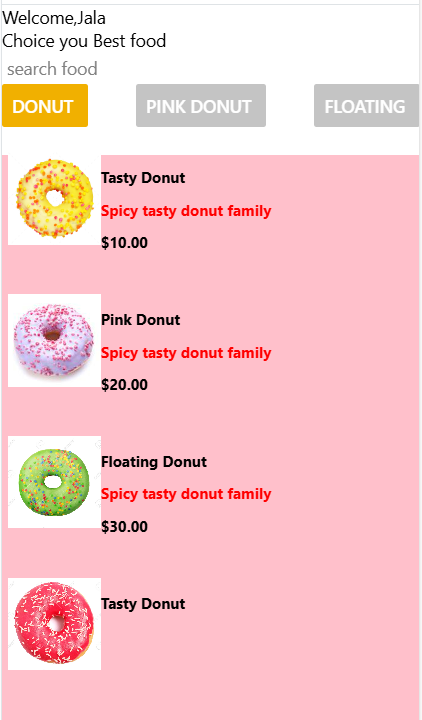 Welcome,Jala
Choice you Best food
search food
DONUT PINK DONUT FLOATING
Tasty Donut
Spicy tasty donut family
$10.00
Pink Donut
Spicy tasty donut family
$20.00
Floating Donut
Spicy tasty donut family
$30.00
Tasty Donut